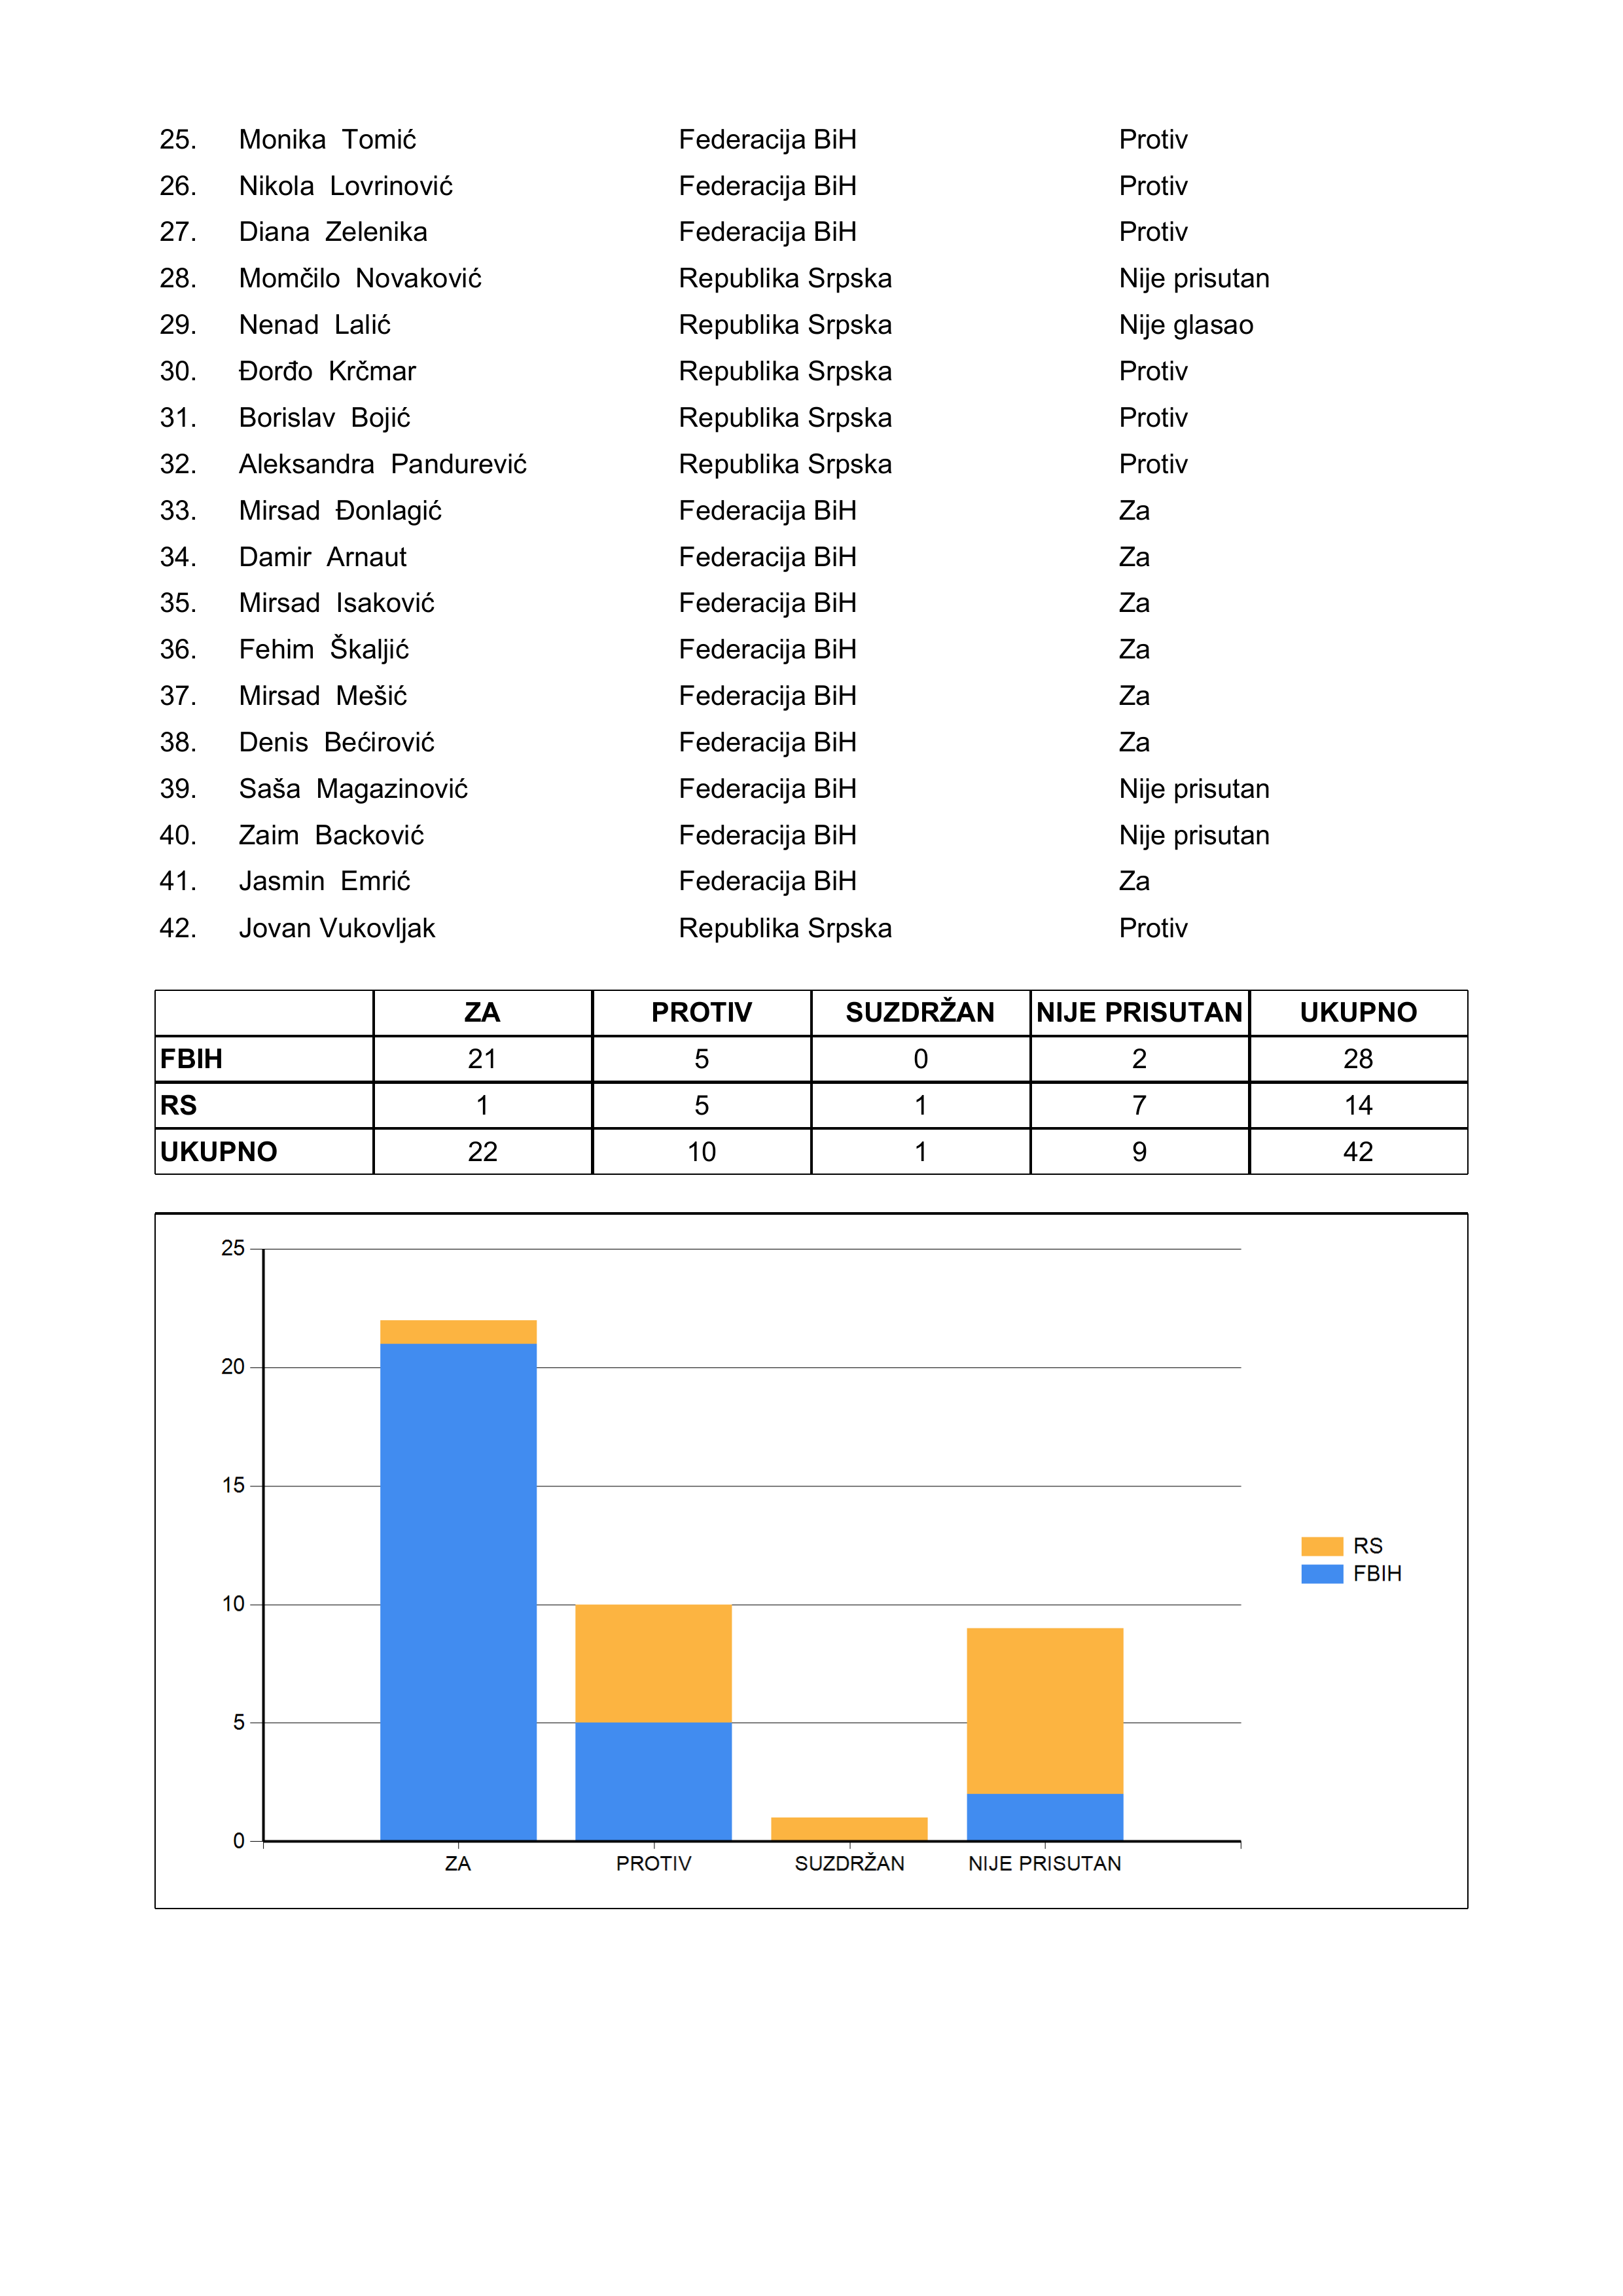 25. Monika Tomić Federacija BiH Protiv
26. Nikola Lovrinović Federacija BiH Protiv
27. Diana Zelenika Federacija BiH Protiv
28. Momčilo Novaković Republika Srpska Nije prisutan
29. Nenad Lalić Republika Srpska Nije glasao
30. Đorđo Krčmar Republika Srpska Protiv
31. Borislav Bojić Republika Srpska Protiv
32. Aleksandra Pandurević Republika Srpska Protiv
33. Mirsad Đonlagić Federacija BiH Za
34. Damir Arnaut Federacija BiH Za
35. Mirsad Isaković Federacija BiH Za
36. Fehim Škaljić Federacija BiH Za
37. Mirsad Mešić Federacija BiH Za
38. Denis Bećirović Federacija BiH Za
39. Saša Magazinović Federacija BiH Nije prisutan
40. Zaim Backović Federacija BiH Nije prisutan
41. Jasmin Emrić Federacija BiH Za
42. Jovan Vukovljak Republika Srpska Protiv
ZA PROTIV SUZDRŽAN NIJE PRISUTAN UKUPNO
FBIH 21 5 0 2 28
RS 1 5 1 7 14
UKUPNO 22 10 1 9 42
25
20
15
10
5
0
ZA PROTIV SUZDRŽAN NIJE PRISUTAN
RS
FBIH